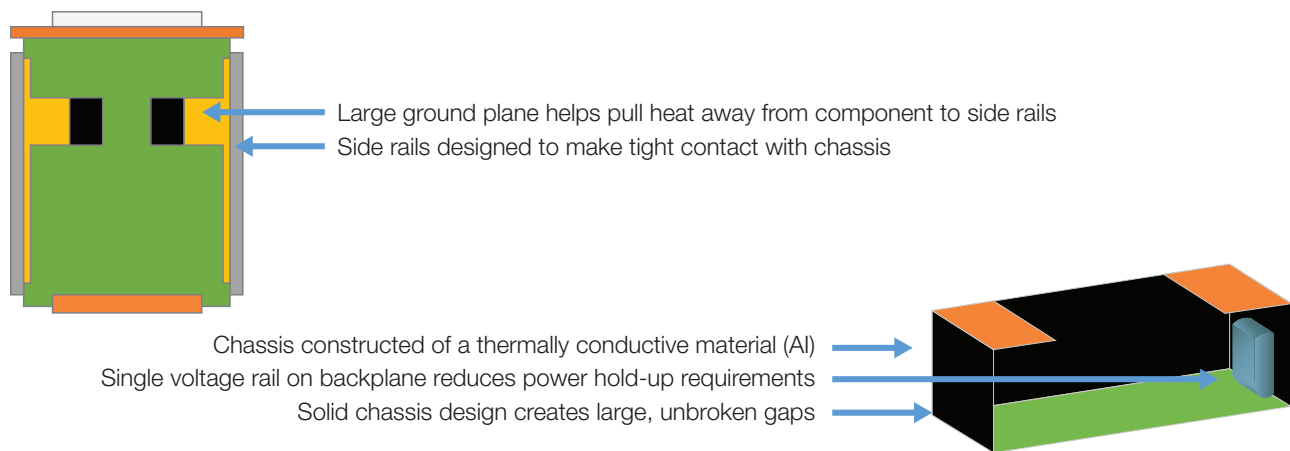 Large ground plane helps pull heat away from component to side rails
Side rails designed to make tight contact with chassis
Chassis constructed of a thermally conductive material (Al)
Single voltage rail on backplane reduces power hold-up requirements
Solid chassis design creates large, unbroken gaps